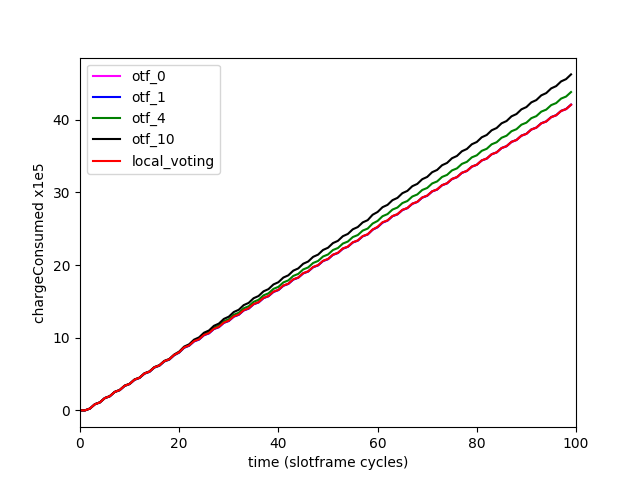 otf_0
otf_1
otf_4
otf_10
local_voting
chargeConsumed x1e5
40
30
20
10
0
0 20 40 60 80 100
time (slotframe cycles)